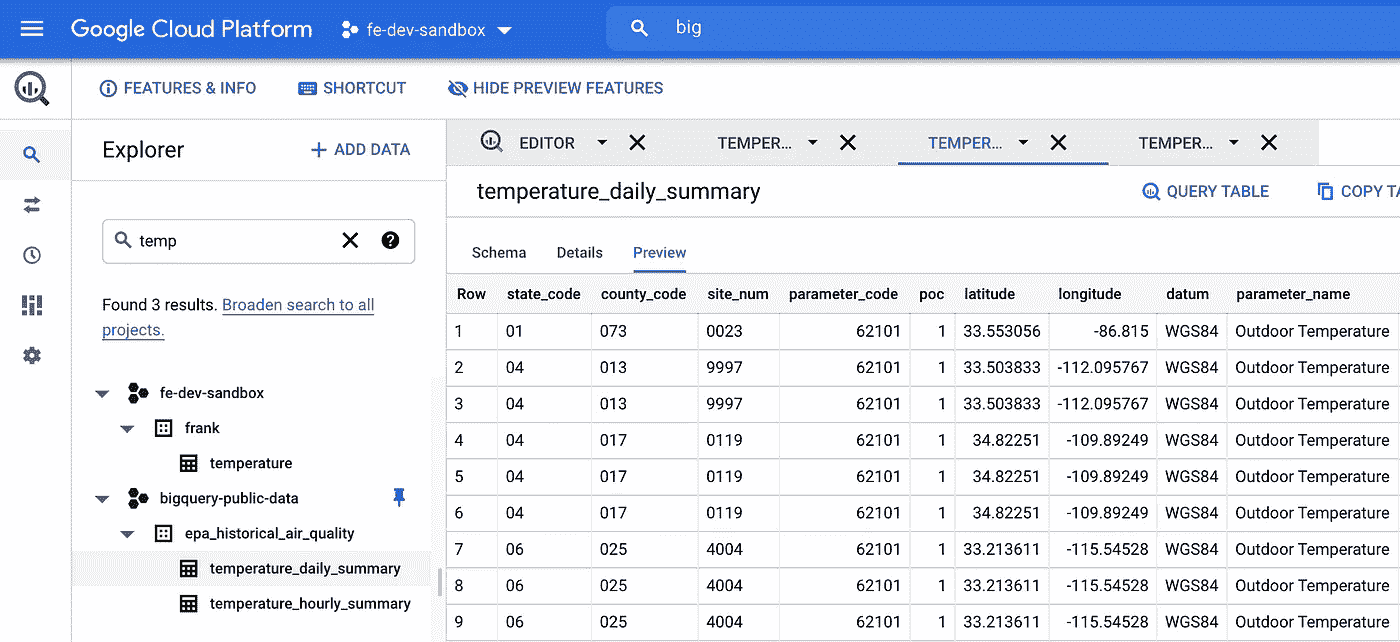 Google Cloud Platform fe-dev-sandbox big
FEATURES & INFO SHORTCUT HIDE PREVIEW FEATURES
Explorer ADD DATA
EDITOR TEMPER... TEMPER... TEMPER...
temperature_daily_summary QUERY TABLE COPY TA
temp
Schema Details Preview
Found 3 results. Broaden search to all
projects.
fe-dev-sandbox
frank
temperature
bigquery-public-data
epa_historical_air_quality
temperature_daily_summary
temperature_hourly_summary
Row state_code county_code site_num parameter_code poc latitude longitude datum parameter_name
1 01 073 0023 62101 1 33.553056 -86.815 WGS84 Outdoor Temperature
2 04 013 9997 62101 1 33.503833 -112.095767 WGS84 Outdoor Temperature
3 04 013 9997 62101 1 33.503833 -112.095767 WGS84 Outdoor Temperature
4 04 017 0119 62101 1 34.82251 -109.89249 WGS84 Outdoor Temperature
5 04 017 0119 62101 1 34.82251 -109.89249 WGS84 Outdoor Temperature
6 04 017 0119 62101 1 34.82251 -109.89249 WGS84 Outdoor Temperature
7 06 025 4004 62101 1 33.213611 -115.54528 WGS84 Outdoor Temperature
8 06 025 4004 62101 1 33.213611 -115.54528 WGS84 Outdoor Temperature
9 06 025 4004 62101 1 33.213611 -115.54528 WGS84 Outdoor Temperature